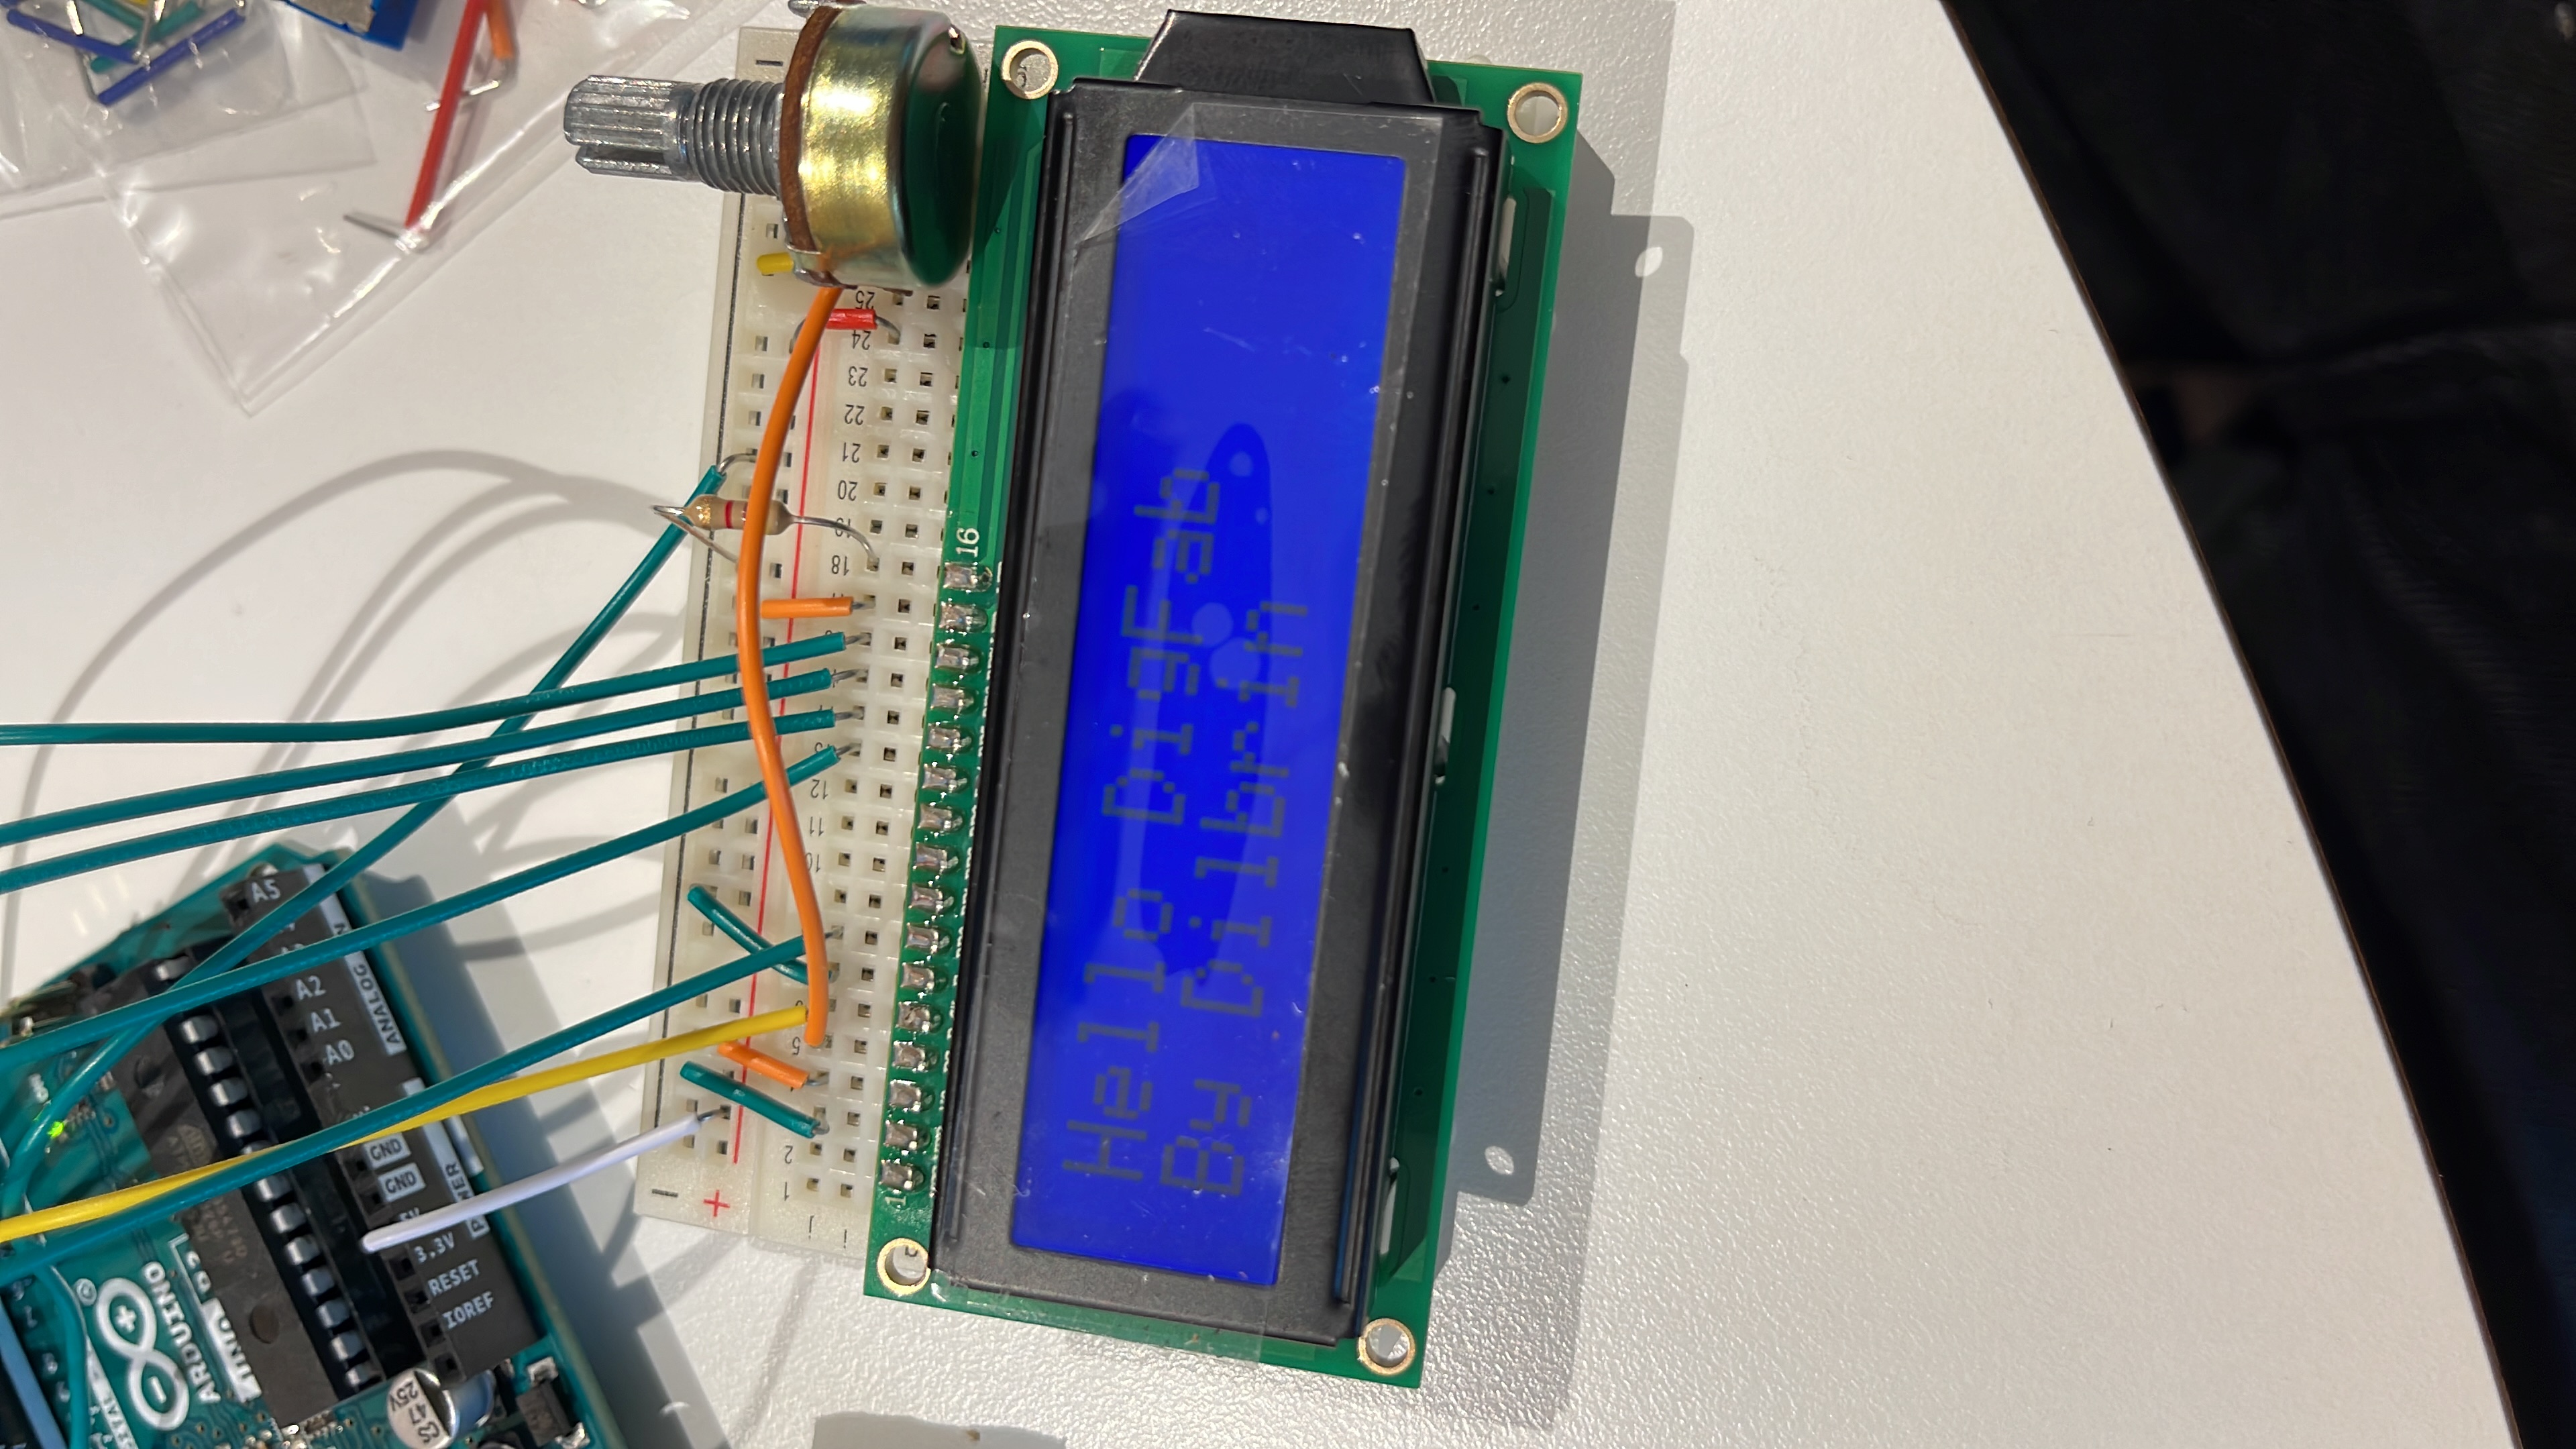 ARDUINO
UNO R3
A5
A2
A1
A0
ANALOG IN
GND
GND
3,3V
RESET
IOREF
POWER
47
25V
CS
1
2
5
10
11
12
18
19
20
21
22
23
24
25
j
i
1
16
Hello DigFab
By Dilbrin